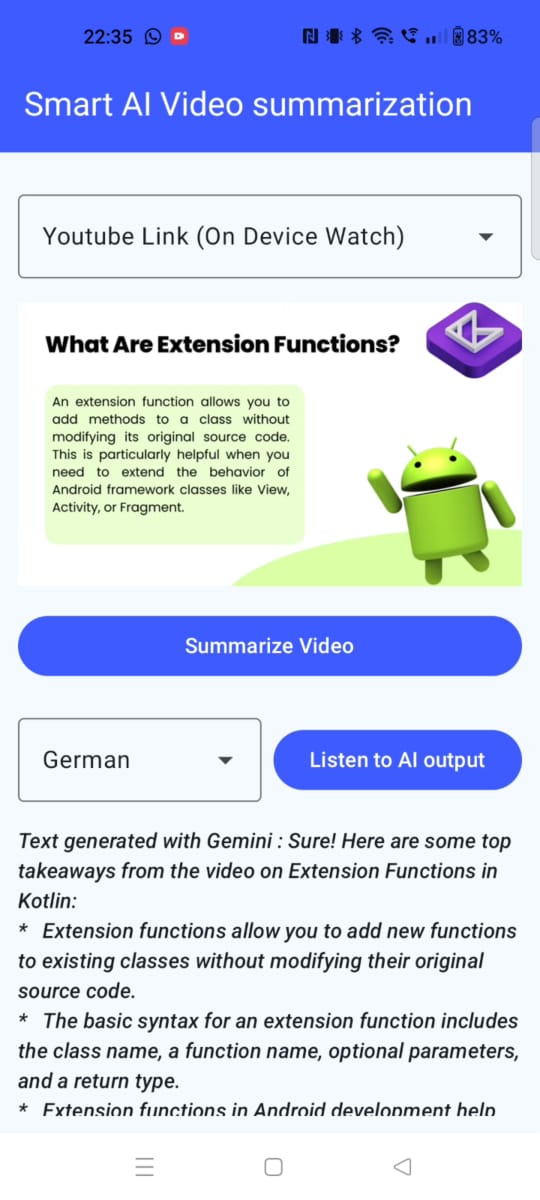 22:35
83%
Smart AI Video summarization
Youtube Link (On Device Watch)
What Are Extension Functions?
An extension function allows you to
add methods to a class without
modifying its original source code.
This is particularly helpful when you
need to extend the behavior of
Android framework classes like View,
Activity, or Fragment.
Summarize Video
German
Listen to AI output
Text generated with Gemini : Sure! Here are some top
takeaways from the video on Extension Functions in
Kotlin:
* Extension functions allow you to add new functions
to existing classes without modifying their original
source code.
* The basic syntax for an extension function includes
the class name, a function name, optional parameters,
and a return type.
* Extension functions in Android development help